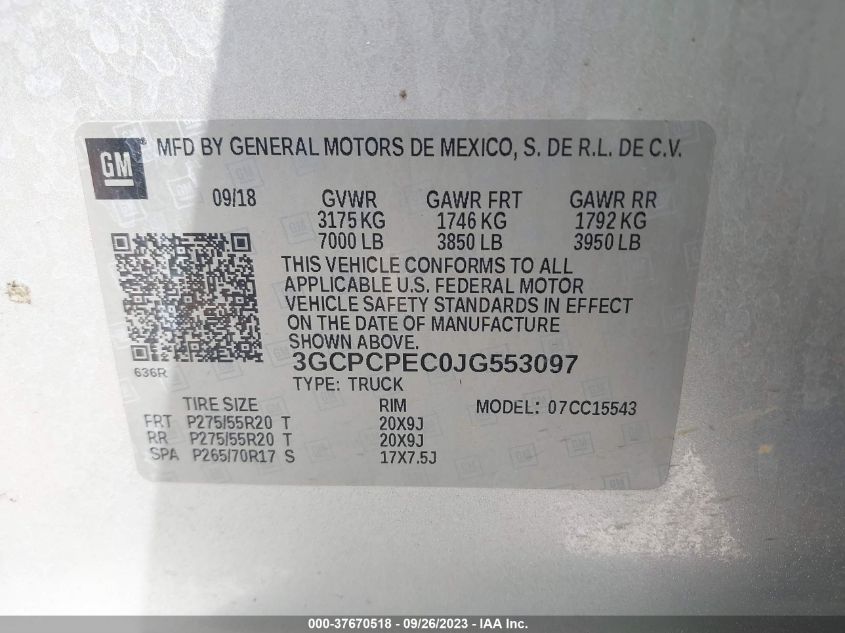 GM ® MFD BY GENERAL MOTORS DE MEXICO, S. DE R.L. DE C.V.
09/18 GVWR GAWR FRT GAWR RR
3175 KG 1746 KG 1792 KG
7000 LB 3850 LB 3950 LB
THIS VEHICLE CONFORMS TO ALL
APPLICABLE U.S. FEDERAL MOTOR
VEHICLE SAFETY STANDARDS IN EFFECT
ON THE DATE OF MANUFACTURE
SHOWN ABOVE.
636R 3GCPCPEC0JG553097
TYPE: TRUCK
TIRE SIZE RIM MODEL: 07CC15543
FRT P275/55R20 T 20X9J
RR P275/55R20 T 20X9J
SPA P265/70R17 S 17X7.5J
000-37670518 - 09/26/2023 - IAA Inc.